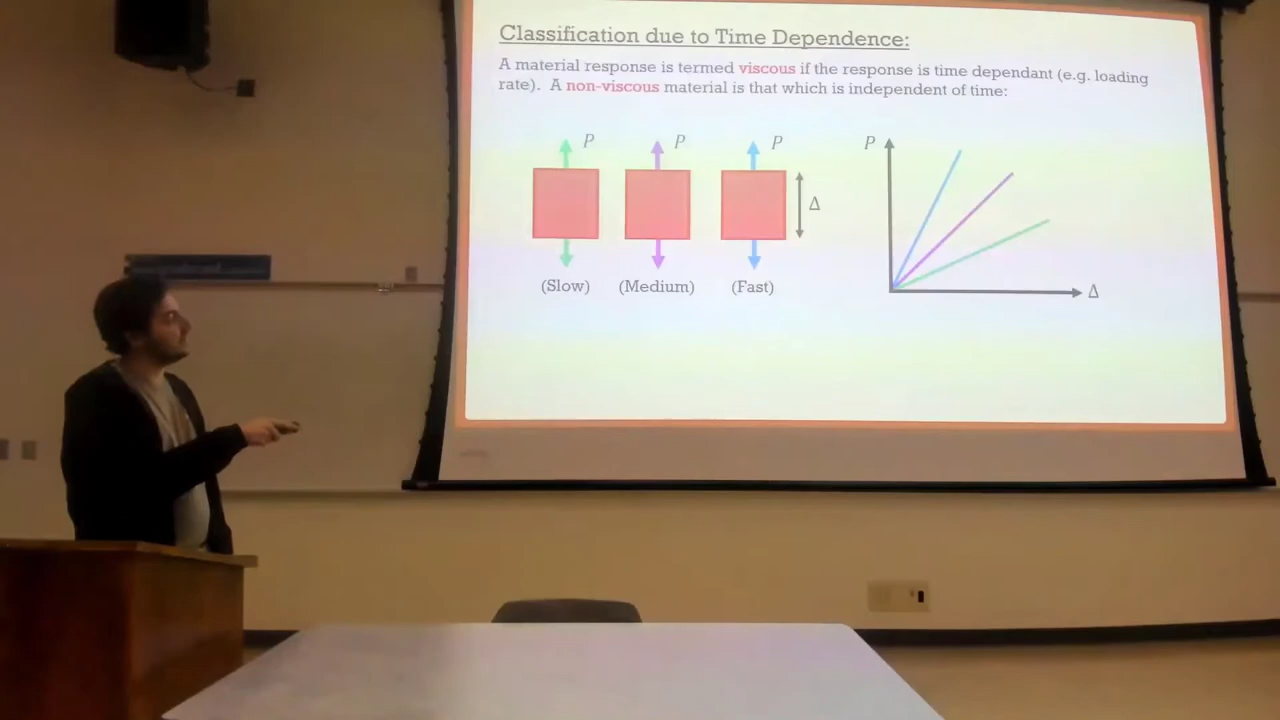 Classification due to Time Dependence:
A material response is termed viscous if the response is time dependant (e.g. loading
rate). A non-viscous material is that which is independent of time:
P P P P
Δ
(Slow) (Medium) (Fast) Δ